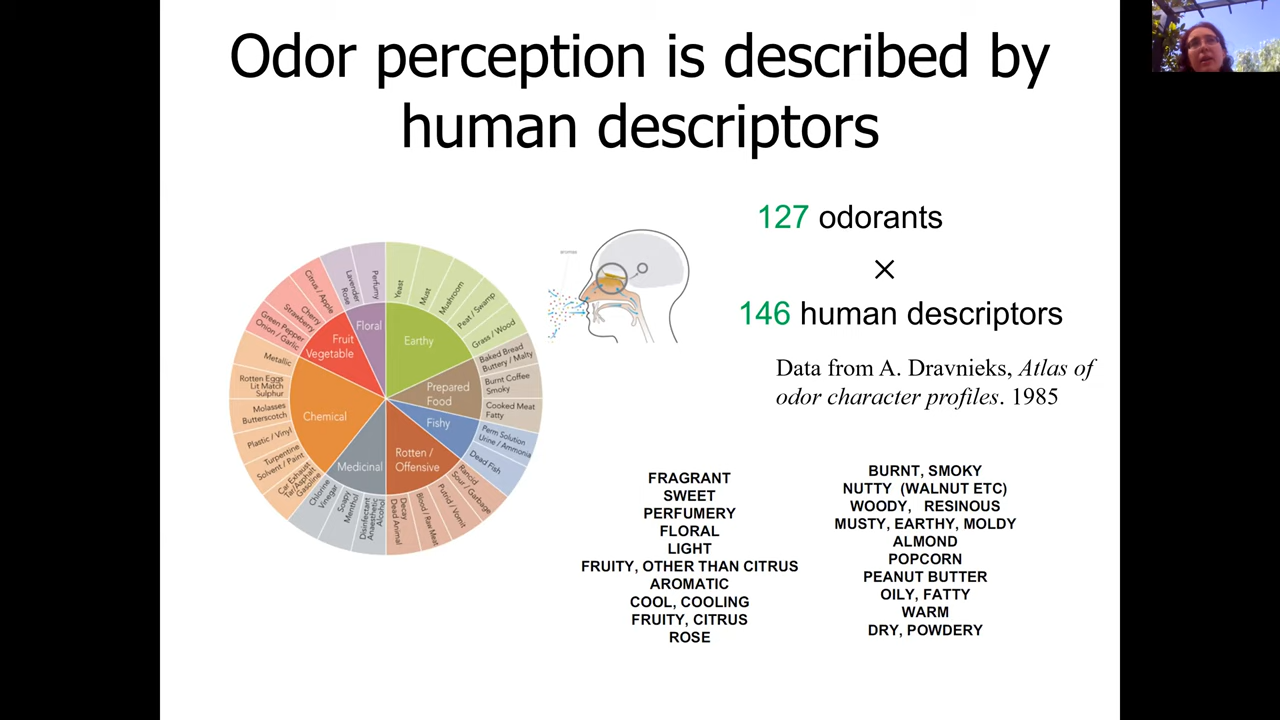 Odor perception is described by
human descriptors
127 odorants
×
146 human descriptors
Data from A. Dravnieks, Atlas of
odor character profiles. 1985
Floral
Earthy
Prepared
Food
Fishy
Rotten /
Offensive
Medicinal
Chemical
Fruit
Vegetable
Perfumy
Lavender
Rose
Citrus / Apple
Cherry
Strawberry
Green Pepper
Onion / Garlic
Metallic
Rotten Eggs
Lit Match
Sulphur
Molasses
Butterscotch
Plastic / Vinyl
Turpentine
Solvent / Paint
Car Exhaust
Tar/Asphalt
Gasoline
Chlorine
Vinegar
Soapy
Menthol
Disinfectant
Anaesthetic
Alcohol
Decay
Dead Animal
Blood / Raw Meat
Putrid / Vomit
Rancid
Sour / Garbage
Dead Fish
Perm Solution
Urine / Ammonia
Cooked Meat
Fatty
Burnt Coffee
Smoky
Baked Bread
Buttery / Malty
Grass / Wood
Peat / Swamp
Mushroom
Must
Yeast
FRAGRANT
SWEET
PERFUMERY
FLORAL
LIGHT
FRUITY, OTHER THAN CITRUS
AROMATIC
COOL, COOLING
FRUITY, CITRUS
ROSE
BURNT, SMOKY
NUTTY (WALNUT ETC)
WOODY, RESINOUS
MUSTY, EARTHY, MOLDY
ALMOND
POPCORN
PEANUT BUTTER
OILY, FATTY
WARM
DRY, POWDERY